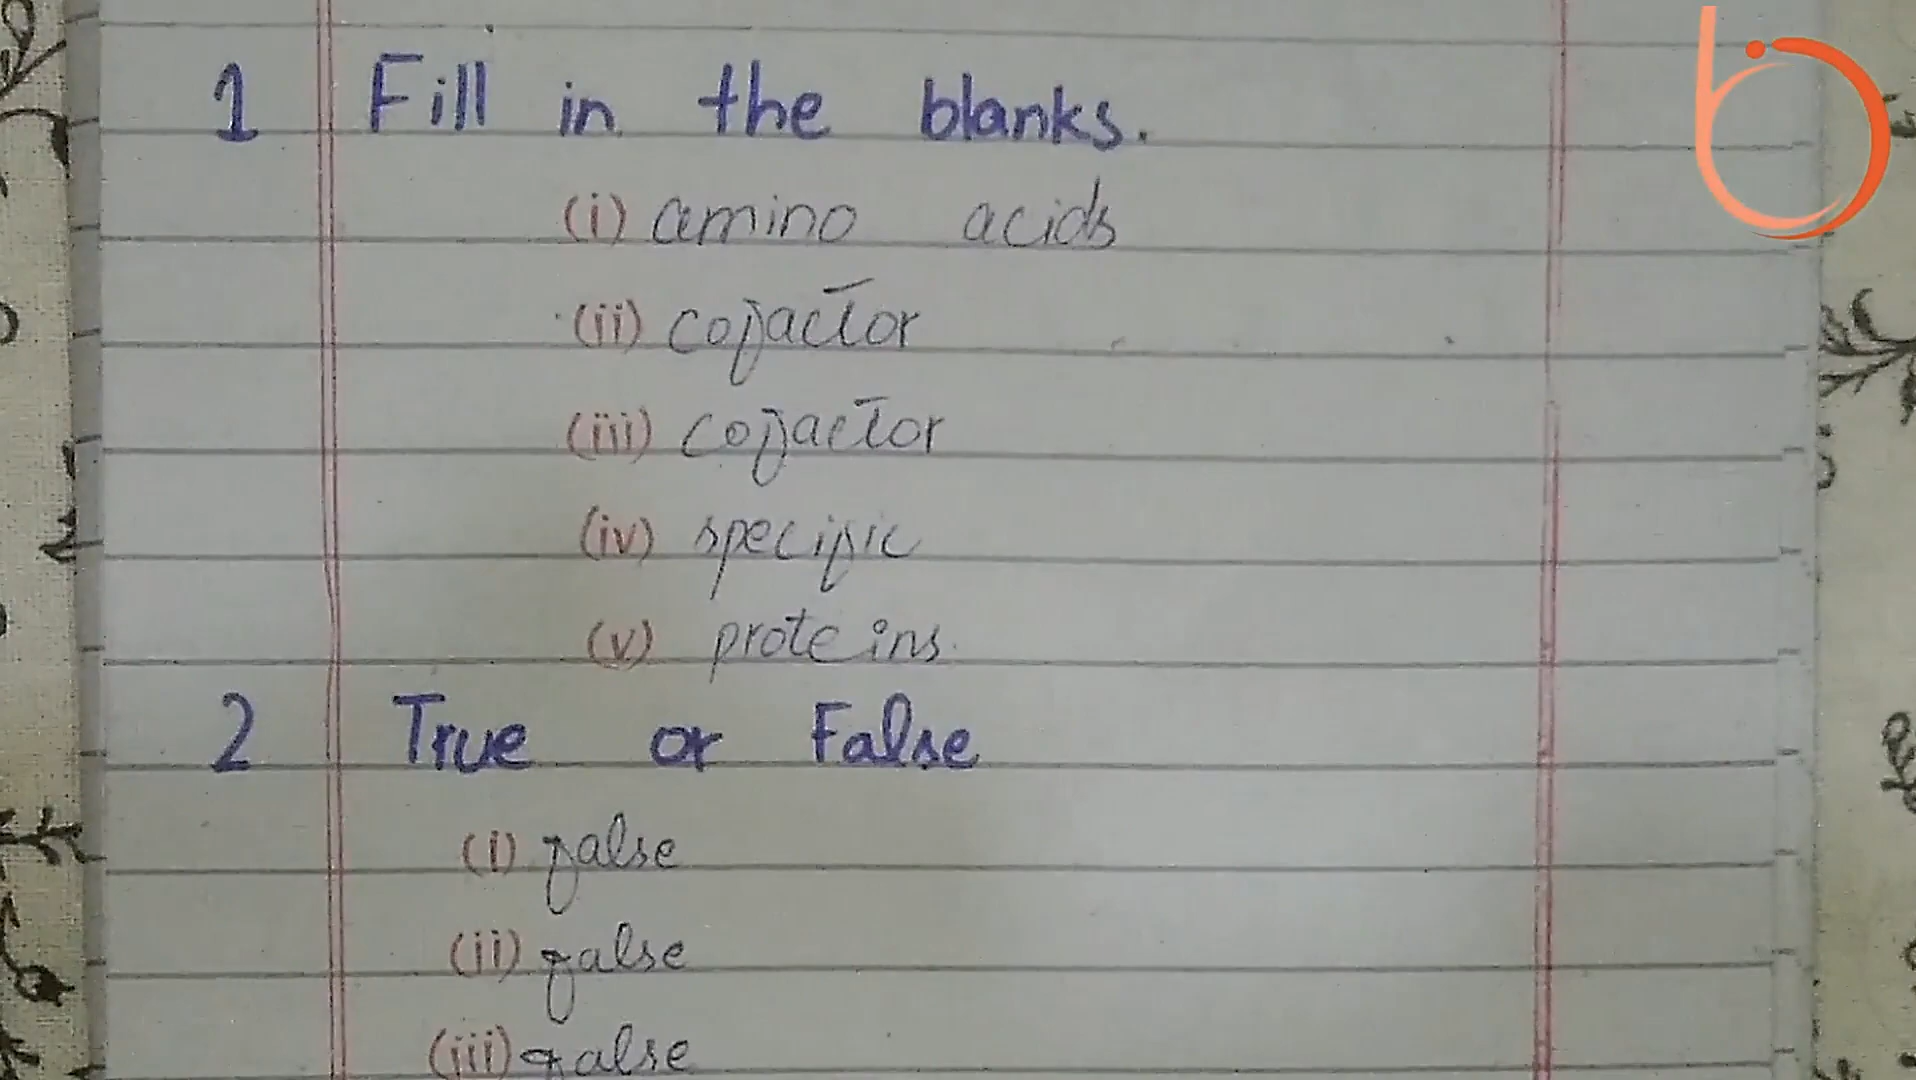 1 Fill in the blanks.
(i) amino acids
(ii) cofactor
(iii) cofactor
(iv) specific
(v) proteins.
2 True or False
(i) false
(ii) false
(iii) false